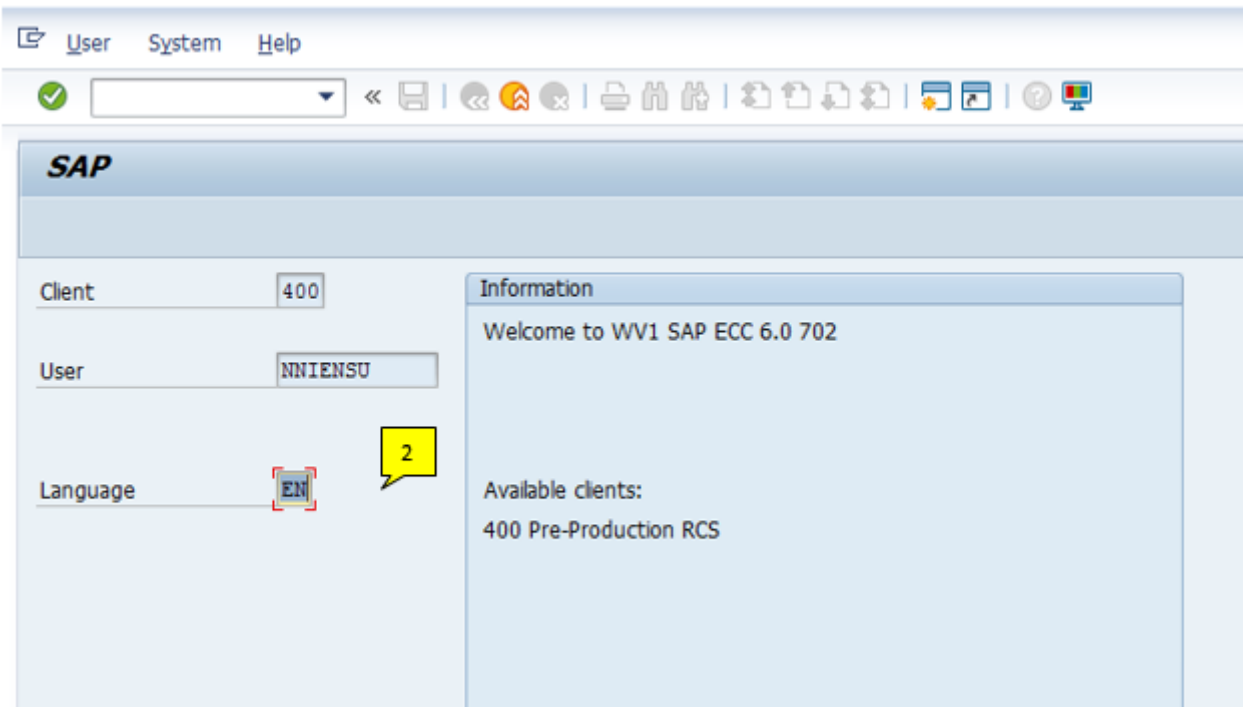 User System Help
SAP
Client 400
Information
Welcome to WV1 SAP ECC 6.0 702
User NNIENSU
2
Language EN
Available clients:
400 Pre-Production RCS